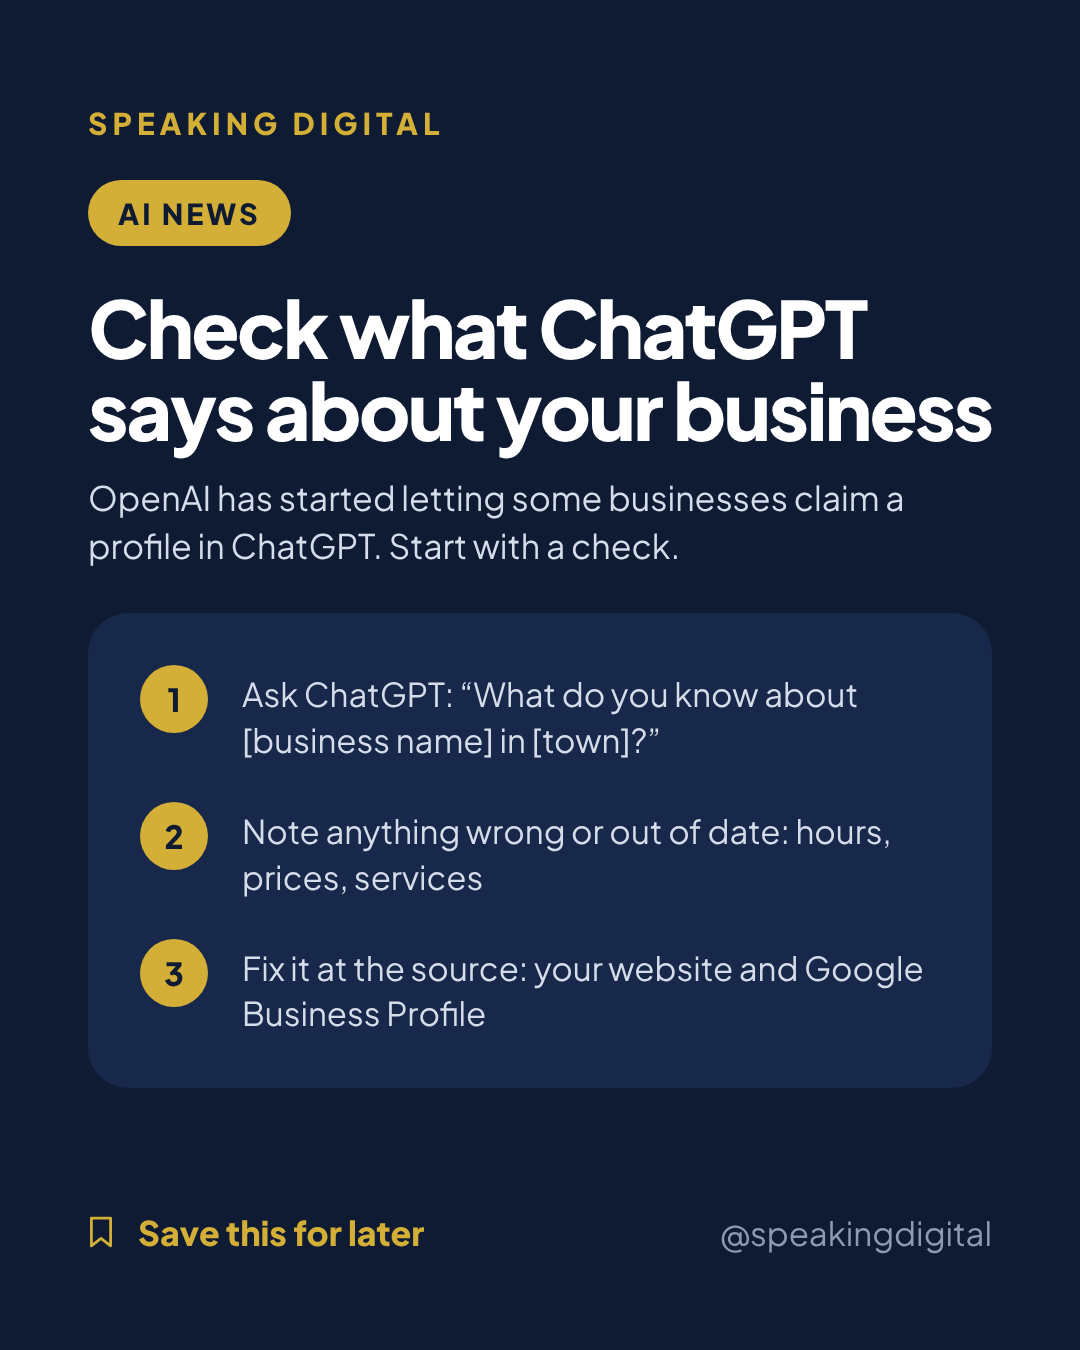 SPEAKING DIGITAL
AI NEWS
Check what ChatGPT
says about your business
OpenAI has started letting some businesses claim a
profile in ChatGPT. Start with a check.
1
Ask ChatGPT: “What do you know about
[business name] in [town]?”
2
Note anything wrong or out of date: hours,
prices, services
3
Fix it at the source: your website and Google
Business Profile
Save this for later
@speakingdigital